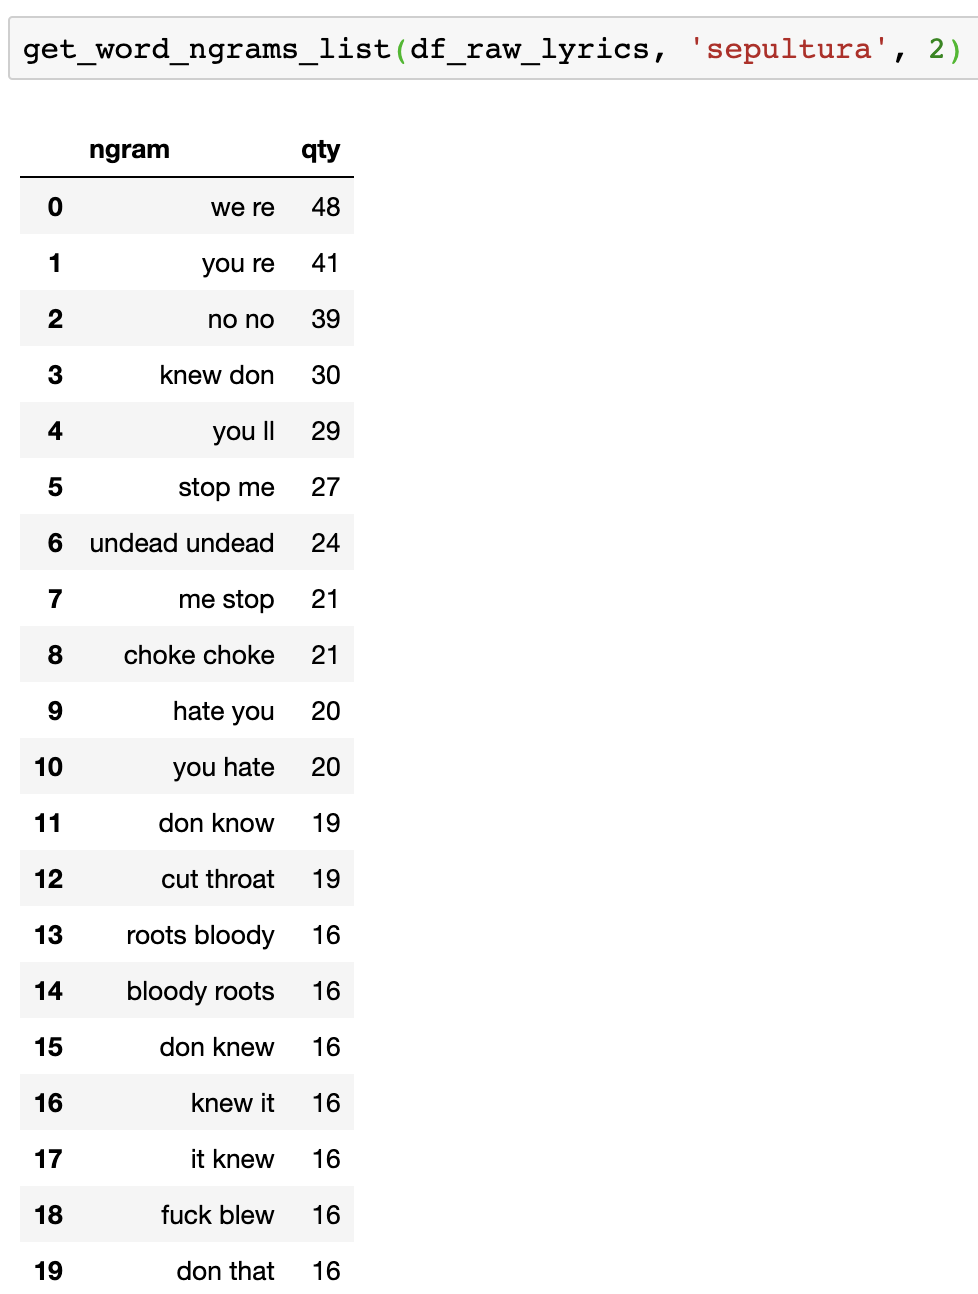 get_word_ngrams_list(df_raw_lyrics, 'sepultura', 2)
ngram qty
0 we re 48
1 you re 41
2 no no 39
3 knew don 30
4 you ll 29
5 stop me 27
6 undead undead 24
7 me stop 21
8 choke choke 21
9 hate you 20
10 you hate 20
11 don know 19
12 cut throat 19
13 roots bloody 16
14 bloody roots 16
15 don knew 16
16 knew it 16
17 it knew 16
18 fuck blew 16
19 don that 16